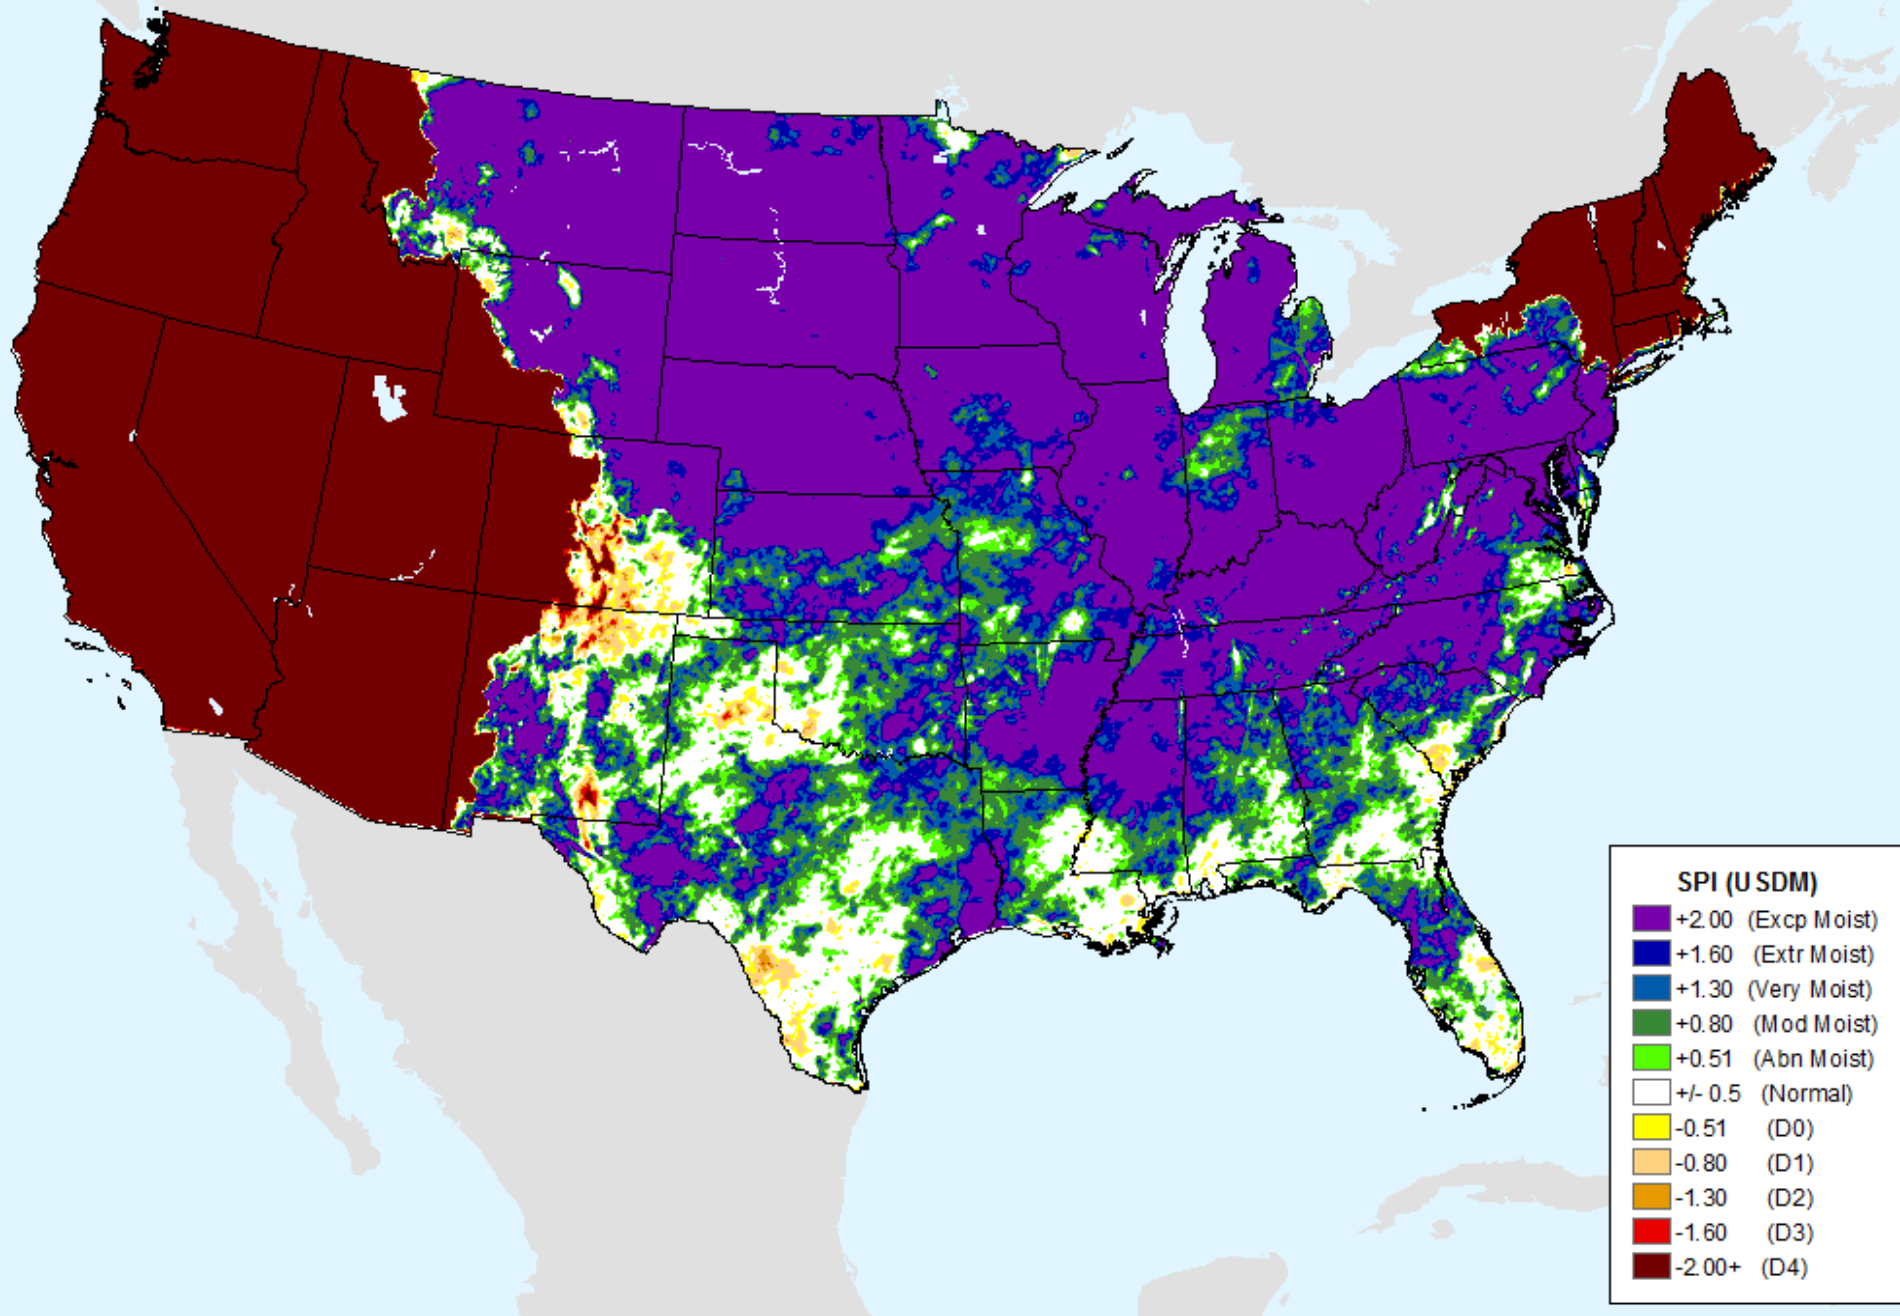 SPI (USDM)
+2.00 (Excp Moist)
+1.60 (Extr Moist)
+1.30 (Very Moist)
+0.80 (Mod Moist)
+0.51 (Abn Moist)
+/- 0.5 (Normal)
-0.51 (D0)
-0.80 (D1)
-1.30 (D2)
-1.60 (D3)
-2.00+ (D4)